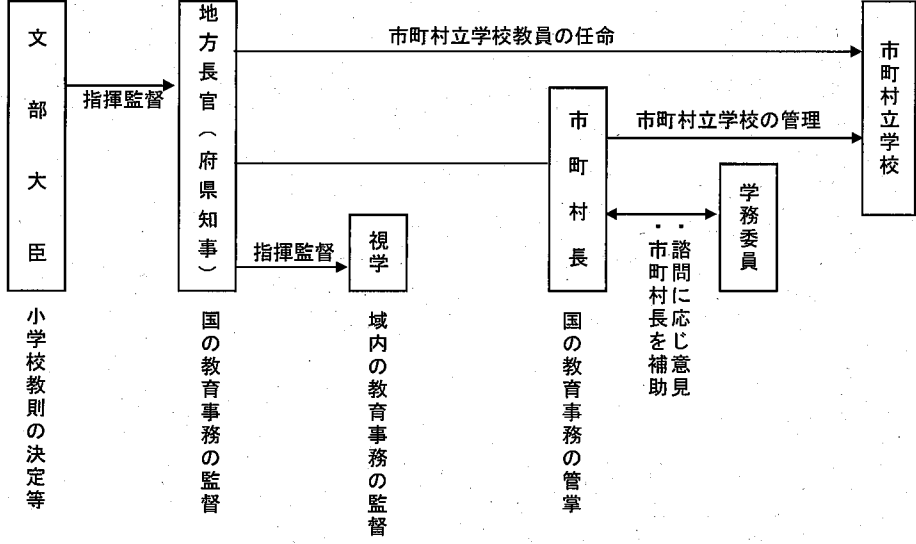 文部大臣
指揮監督
地方長官(府県知事)
市町村立学校教員の任命
市町村立学校
市町村長
市町村立学校の管理
学務委員
指揮監督
視学
・諮問に応じ意見
・市町村長を補助
小学校教則の決定等
国の教育事務の監督
域内の教育事務の監督
国の教育事務の管掌